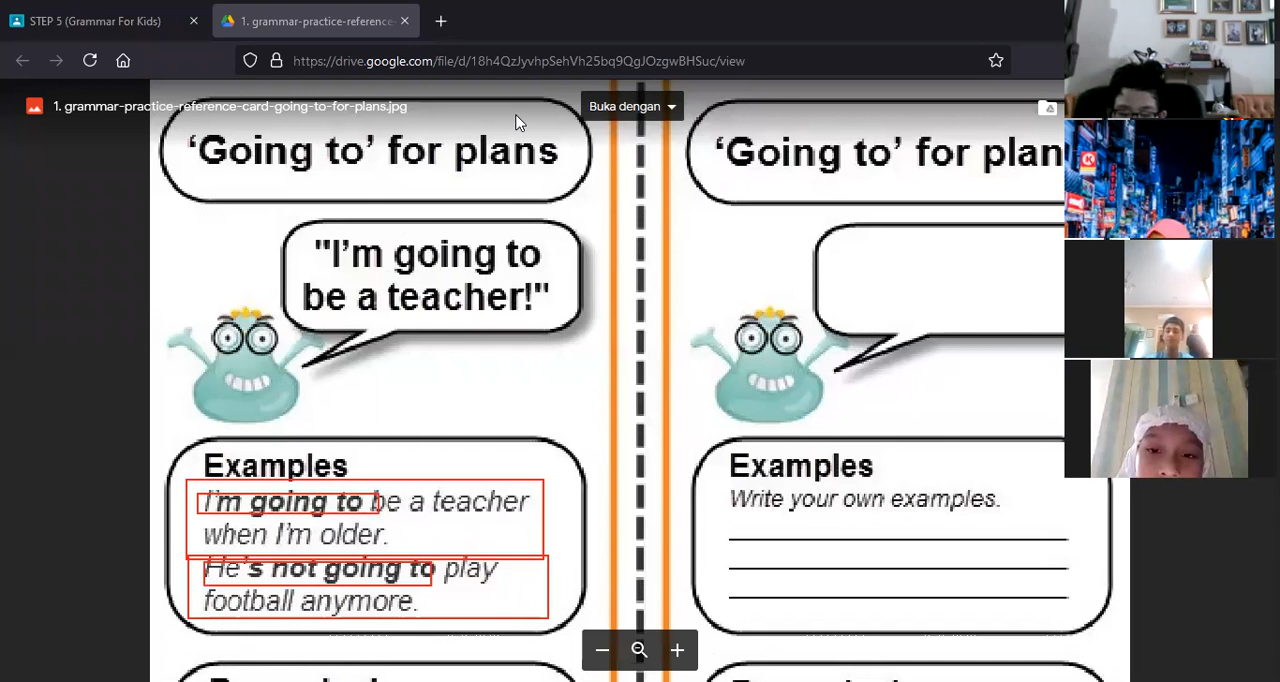 STEP 5 (Grammar For Kids)
1. grammar-practice-reference-
https://drive.google.com/file/d/18h4QzJyvhpSehVh25bq9QgJOzgwBHSuc/view
1. grammar-practice-reference-card-going-to-for-plans.jpg
Buka dengan
'Going to' for plans
"I'm going to
be a teacher!"
Examples
I'm going to be a teacher
when I'm older.
He's not going to play
football anymore.
'Going to' for plan
Examples
Write your own examples.